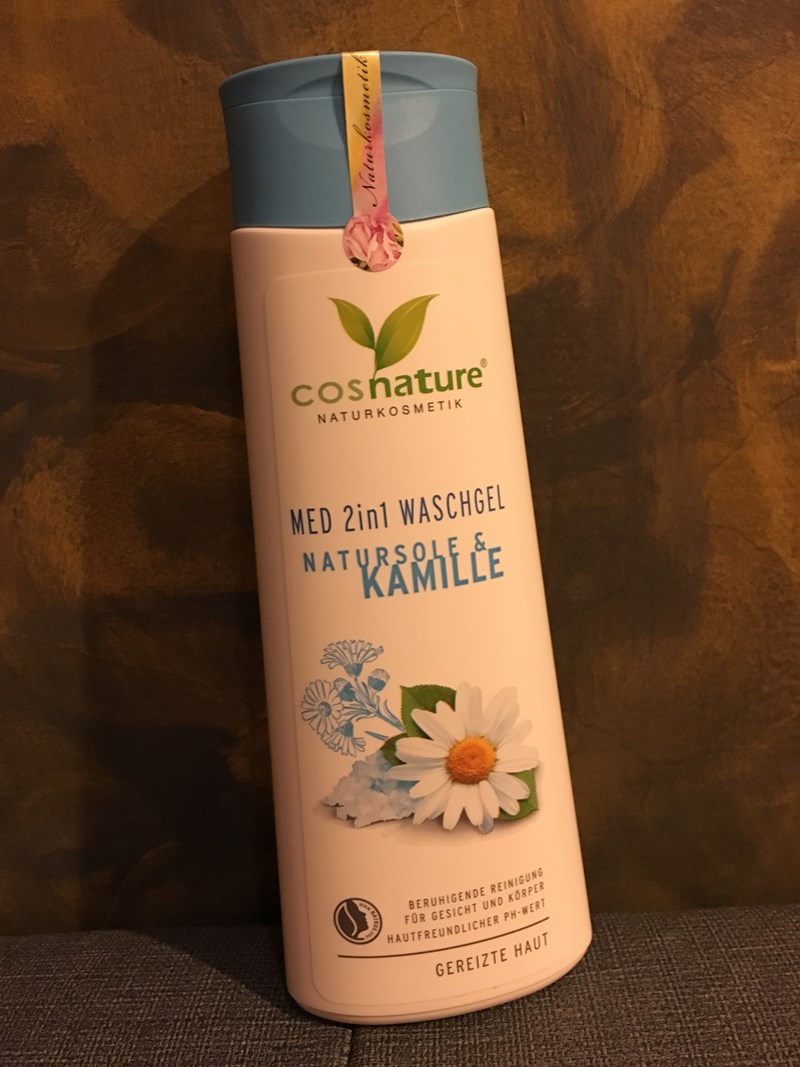 Naturkosmetik
cosnature®
NATURKOSMETIK
MED 2in1 WASCHGEL
NATURSOLE &
KAMILLE
BERUHIGENDE REINIGUNG
FÜR GESICHT UND KÖRPER
HAUTFREUNDLICHER PH-WERT
GEREIZTE HAUT